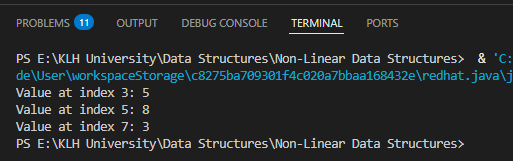 PROBLEMS 11 OUTPUT DEBUG CONSOLE TERMINAL PORTS
PS E:\KLH University\Data Structures\Non-Linear Data Structures> & 'C:
de\User\workspaceStorage\c8275ba709301f4c020a7bbaa168432e\redhat.java\j
Value at index 3: 5
Value at index 5: 8
Value at index 7: 3
PS E:\KLH University\Data Structures\Non-Linear Data Structures>